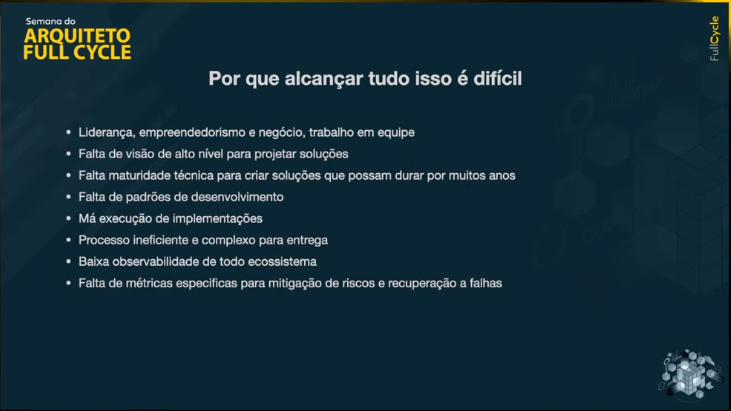 Semana do
ARQUITETO
FULL CYCLE
FullCycle
Por que alcançar tudo isso é difícil
• Liderança, empreendedorismo e negócio, trabalho em equipe
• Falta de visão de alto nível para projetar soluções
• Falta maturidade técnica para criar soluções que possam durar por muitos anos
• Falta de padrões de desenvolvimento
• Má execução de implementações
• Processo ineficiente e complexo para entrega
• Baixa observabilidade de todo ecossistema
• Falta de métricas especificas para mitigação de riscos e recuperação a falhas